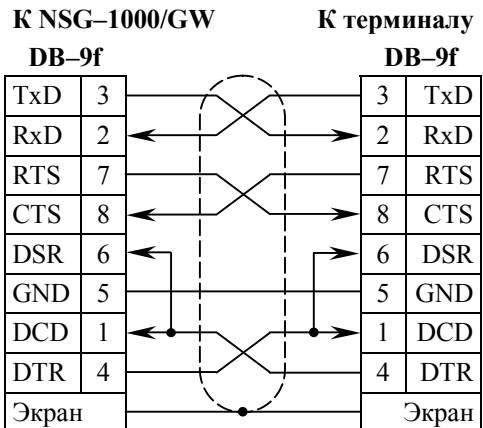 К NSG–1000/GW К терминалу
DB–9f DB–9f
TxD 3 3 TxD
RxD 2 2 RxD
RTS 7 7 RTS
CTS 8 8 CTS
DSR 6 6 DSR
GND 5 5 GND
DCD 1 1 DCD
DTR 4 4 DTR
Экран Экран